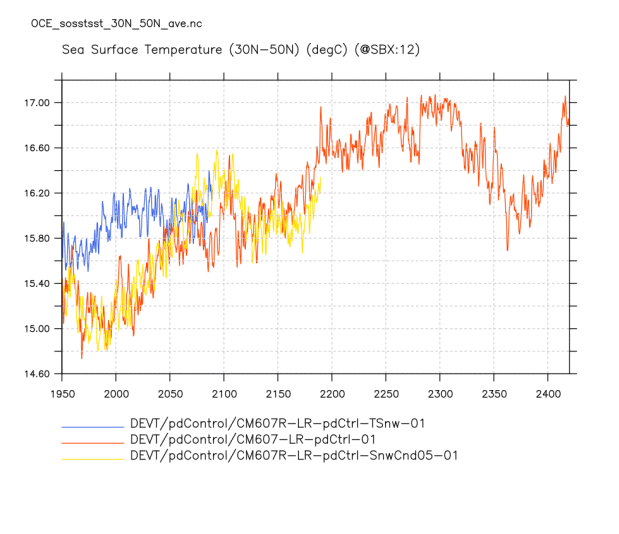 OCE_sosstsst_30N_50N_ave.nc
Sea Surface Temperature (30N-50N) (degC) (@SBX:12)
17.00
16.60
16.20
15.80
15.40
15.00
14.60
1950 2000 2050 2100 2150 2200 2250 2300 2350 2400
DEVT/pdControl/CM607R-LR-pdCtrl-TSnw-01
DEVT/pdControl/CM607-LR-pdCtrl-01
DEVT/pdControl/CM607R-LR-pdCtrl-SnwCnd05-01